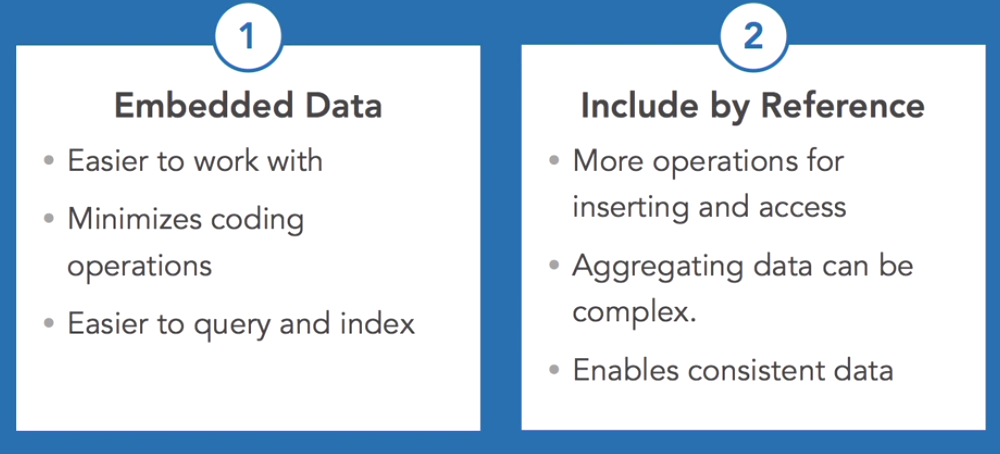 1
Embedded Data
• Easier to work with
• Minimizes coding
operations
• Easier to query and index
2
Include by Reference
• More operations for
inserting and access
• Aggregating data can be
complex.
• Enables consistent data